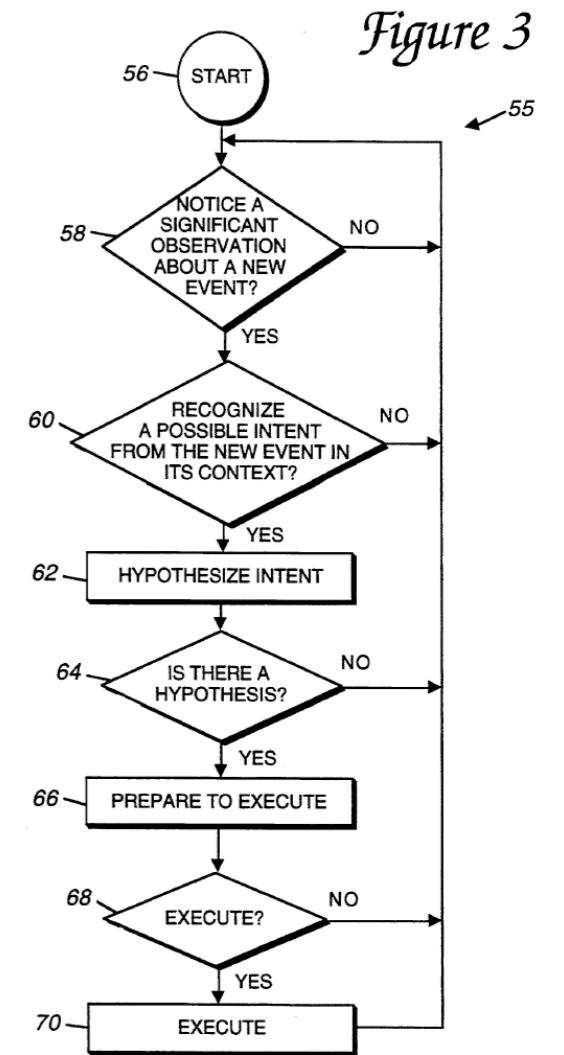 Figure 3
56
START
55
58
NOTICE A
SIGNIFICANT
OBSERVATION
ABOUT A NEW
EVENT?
NO
YES
60
RECOGNIZE
A POSSIBLE INTENT
FROM THE NEW EVENT IN
ITS CONTEXT?
NO
YES
62
HYPOTHESIZE INTENT
64
IS THERE A
HYPOTHESIS?
NO
YES
66
PREPARE TO EXECUTE
68
EXECUTE?
NO
YES
70
EXECUTE